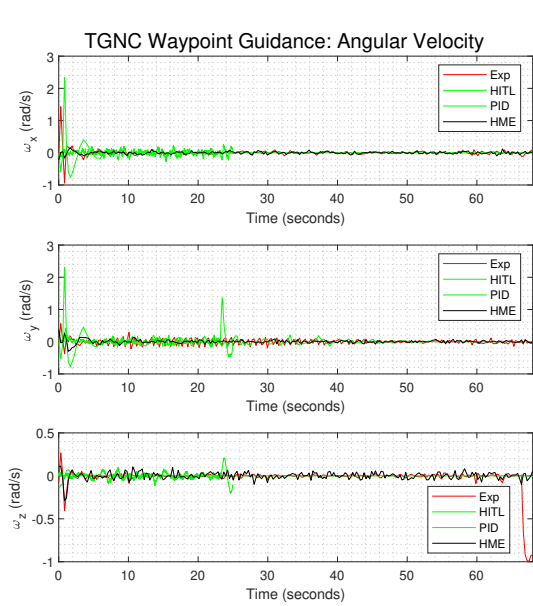 TGNC Waypoint Guidance: Angular Velocity
3
2
1
0
-1
ω_x (rad/s)
Exp
HITL
PID
HME
0 10 20 30 40 50 60
Time (seconds)
3
2
1
0
-1
ω_y (rad/s)
Exp
HITL
PID
HME
0 10 20 30 40 50 60
Time (seconds)
0.5
0
-0.5
-1
ω_z (rad/s)
Exp
HITL
PID
HME
0 10 20 30 40 50 60
Time (seconds)